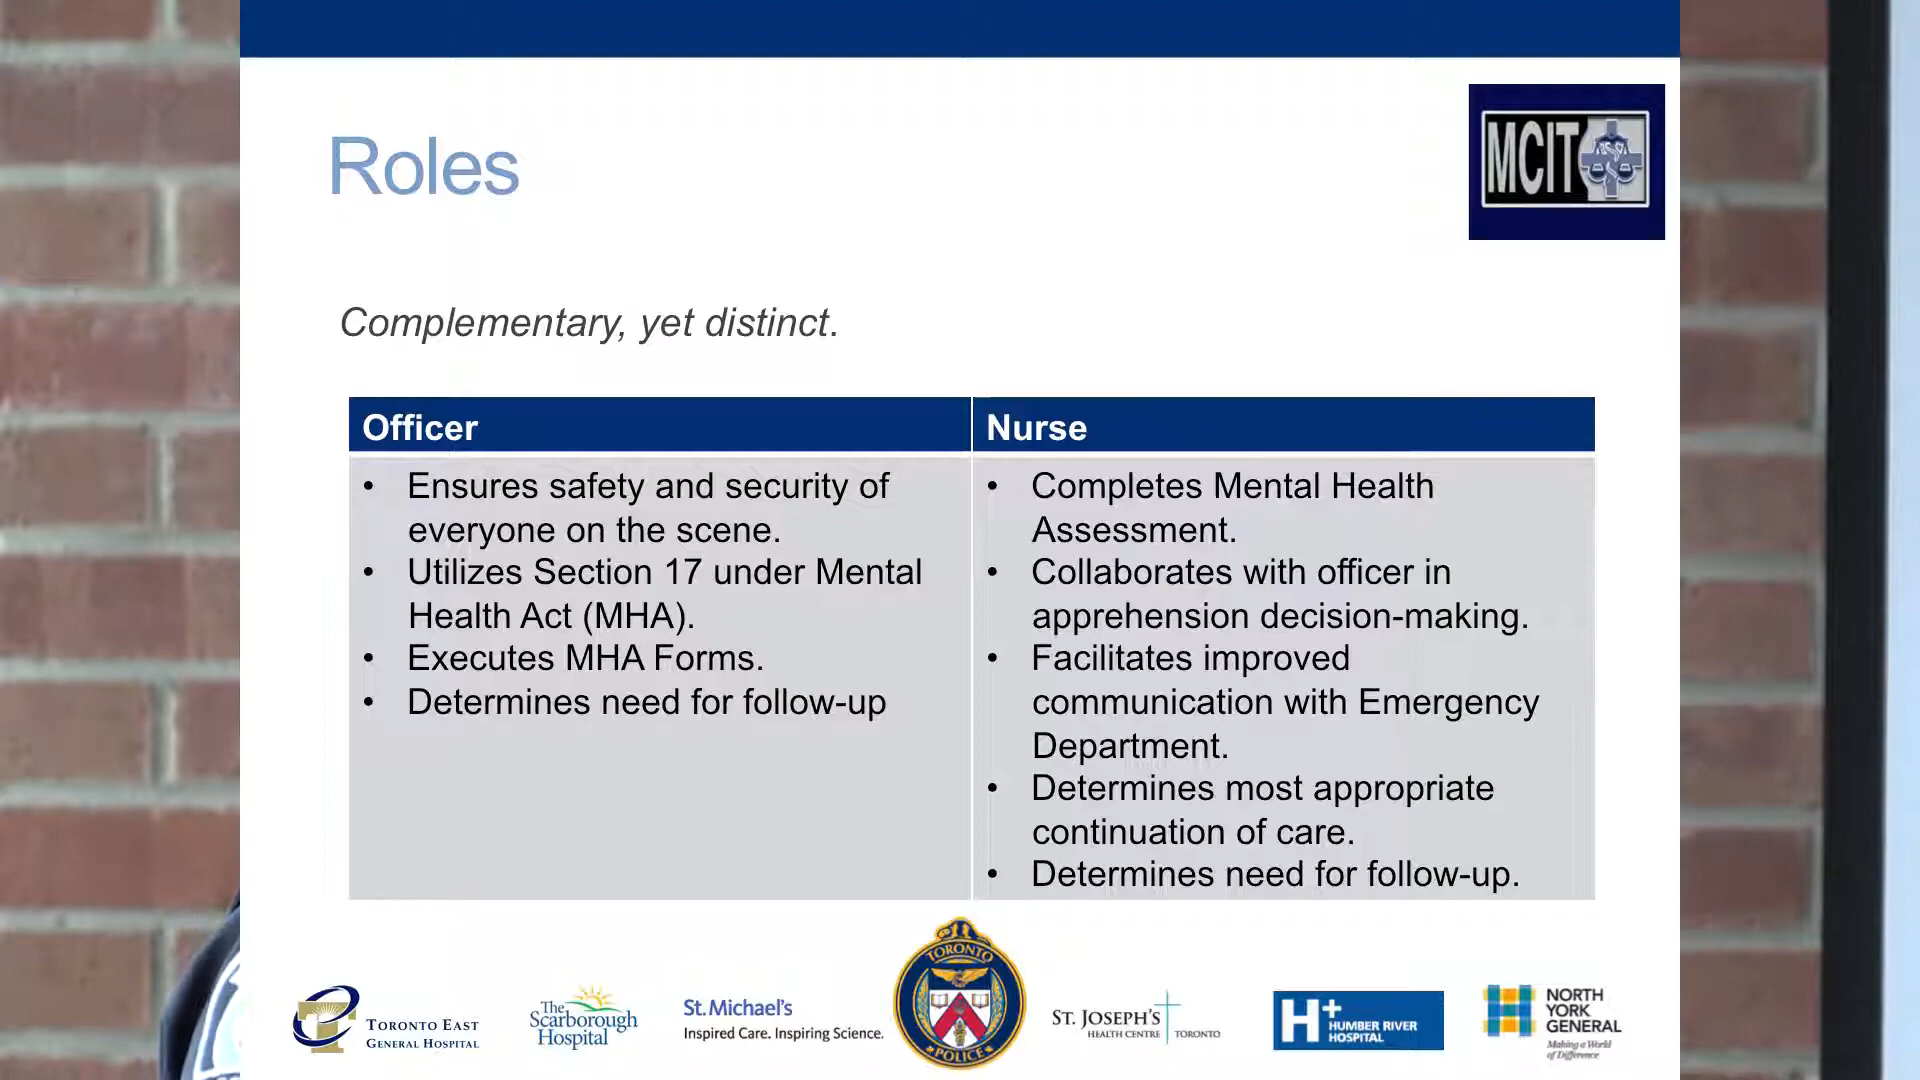 Roles
MCIT
Complementary, yet distinct.
Officer
• Ensures safety and security of
everyone on the scene.
• Utilizes Section 17 under Mental
Health Act (MHA).
• Executes MHA Forms.
• Determines need for follow-up
Nurse
• Completes Mental Health
Assessment.
• Collaborates with officer in
apprehension decision-making.
• Facilitates improved
communication with Emergency
Department.
• Determines most appropriate
continuation of care.
• Determines need for follow-up.
TORONTO EAST
GENERAL HOSPITAL
The
Scarborough
Hospital
St. Michael's
Inspired Care. Inspiring Science.
TORONTO
POLICE
ST. JOSEPH'S
HEALTH CENTRE TORONTO
H+
HUMBER RIVER
HOSPITAL
NORTH
YORK
GENERAL
Making a World
of Difference